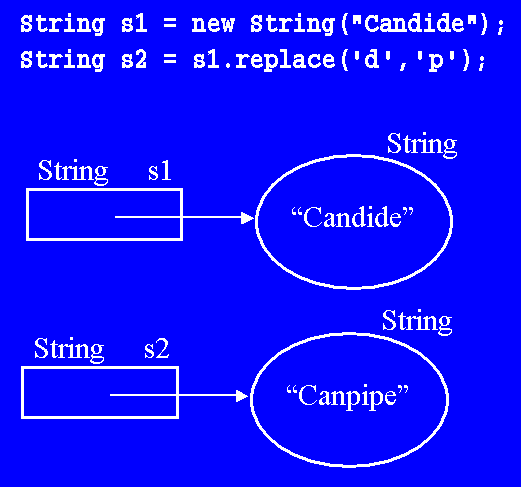 String s1 = new String("Candide");
String s2 = s1.replace('d','p');
String
String s1
“Candide”
String
String s2
“Canpipe”